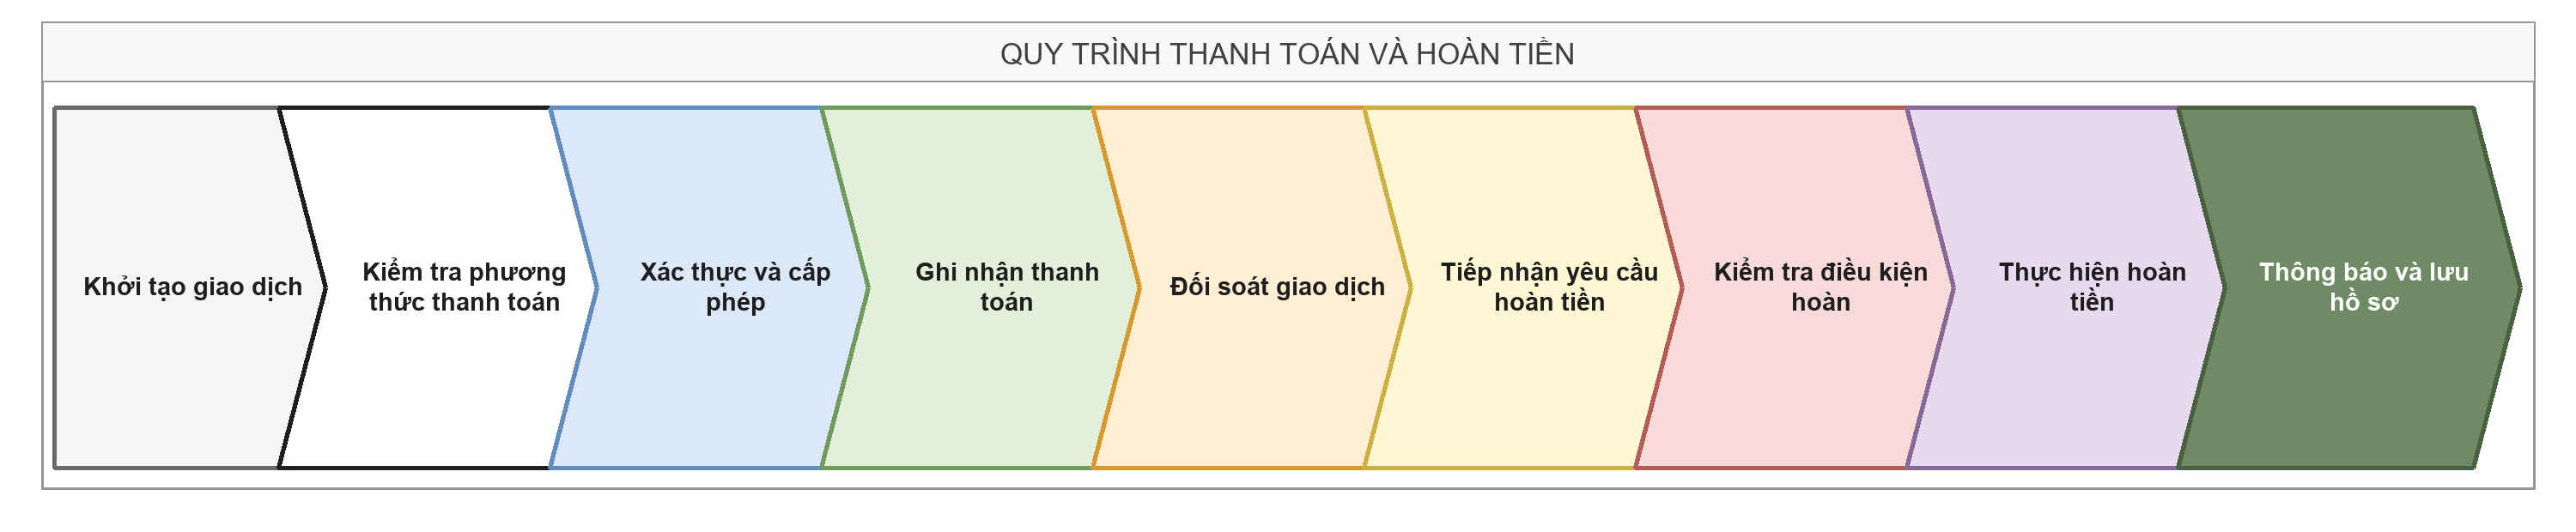 QUY TRÌNH THANH TOÁN VÀ HOÀN TIỀN
Khởi tạo giao dịch
Kiểm tra phương
thức thanh toán
Xác thực và cấp
phép
Ghi nhận thanh
toán
Đối soát giao dịch
Tiếp nhận yêu cầu
hoàn tiền
Kiểm tra điều kiện
hoàn
Thực hiện hoàn
tiền
Thông báo và lưu
hồ sơ